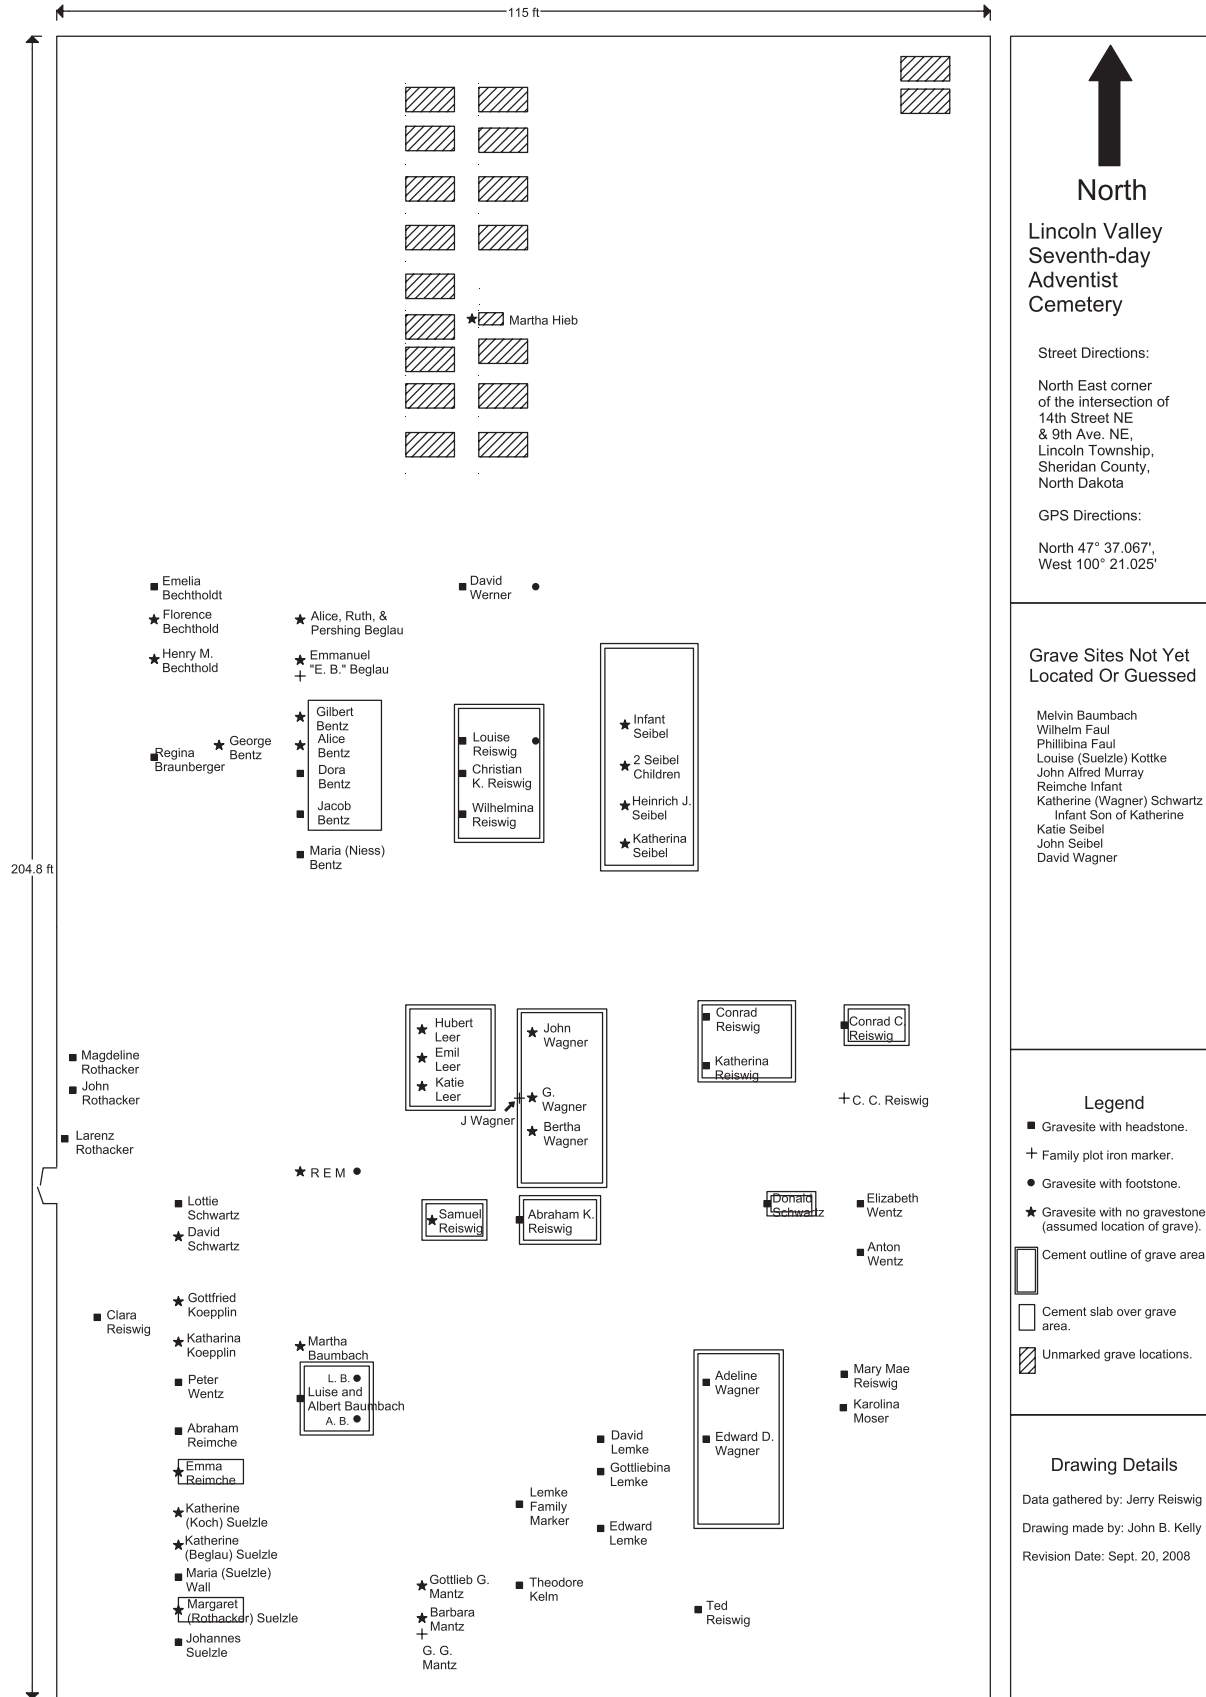 115 ft
204.8 ft
North
Lincoln Valley
Seventh-day
Adventist
Cemetery
Street Directions:
North East corner
of the intersection of
14th Street NE
& 9th Ave. NE,
Lincoln Township,
Sheridan County,
North Dakota
GPS Directions:
North 47° 37.067',
West 100° 21.025'
Grave Sites Not Yet
Located Or Guessed
Melvin Baumbach
Wilhelm Faul
Phillibina Faul
Louise (Suelzle) Kottke
John Alfred Murray
Reimche Infant
Katherine (Wagner) Schwartz
Infant Son of Katherine
Katie Seibel
John Seibel
David Wagner
Legend
Gravesite with headstone.
Family plot iron marker.
Gravesite with footstone.
Gravesite with no gravestone
(assumed location of grave).
Cement outline of grave area
Cement slab over grave
area.
Unmarked grave locations.
Drawing Details
Data gathered by: Jerry Reiswig
Drawing made by: John B. Kelly
Revision Date: Sept. 20, 2008
Martha Hieb
Emelia
Bechtholdt
Florence
Bechthold
Henry M.
Bechthold
Regina
Braunberger
George
Bentz
Alice, Ruth, &
Pershing Beglau
Emmanuel
"E. B." Beglau
Gilbert
Bentz
Alice
Bentz
Dora
Bentz
Jacob
Bentz
Maria (Niess)
Bentz
David
Werner
Louise
Reiswig
Christian
K. Reiswig
Wilhelmina
Reiswig
Infant
Seibel
2 Seibel
Children
Heinrich J.
Seibel
Katherina
Seibel
Magdeline
Rothacker
John
Rothacker
Larenz
Rothacker
Hubert
Leer
Emil
Leer
Katie
Leer
J Wagner
John
Wagner
G.
Wagner
Bertha
Wagner
Conrad
Reiswig
Katherina
Reiswig
Conrad C.
Reiswig
C. C. Reiswig
R E M
Lottie
Schwartz
David
Schwartz
Samuel
Reiswig
Abraham K.
Reiswig
Donald
Schwartz
Elizabeth
Wentz
Anton
Wentz
Clara
Reiswig
Gottfried
Koepplin
Katharina
Koepplin
Peter
Wentz
Abraham
Reimche
Emma
Reimche
Katherine
(Koch) Suelzle
Katherine
(Beglau) Suelzle
Maria (Suelzle)
Wall
Margaret
(Rothacker) Suelzle
Johannes
Suelzle
Martha
Baumbach
L. B.
Luise and
Albert Baumbach
A. B.
Adeline
Wagner
Edward D.
Wagner
Mary Mae
Reiswig
Karolina
Moser
David
Lemke
Gottliebina
Lemke
Lemke
Family
Marker
Edward
Lemke
Gottlieb G.
Mantz
Barbara
Mantz
G. G.
Mantz
Theodore
Kelm
Ted
Reiswig